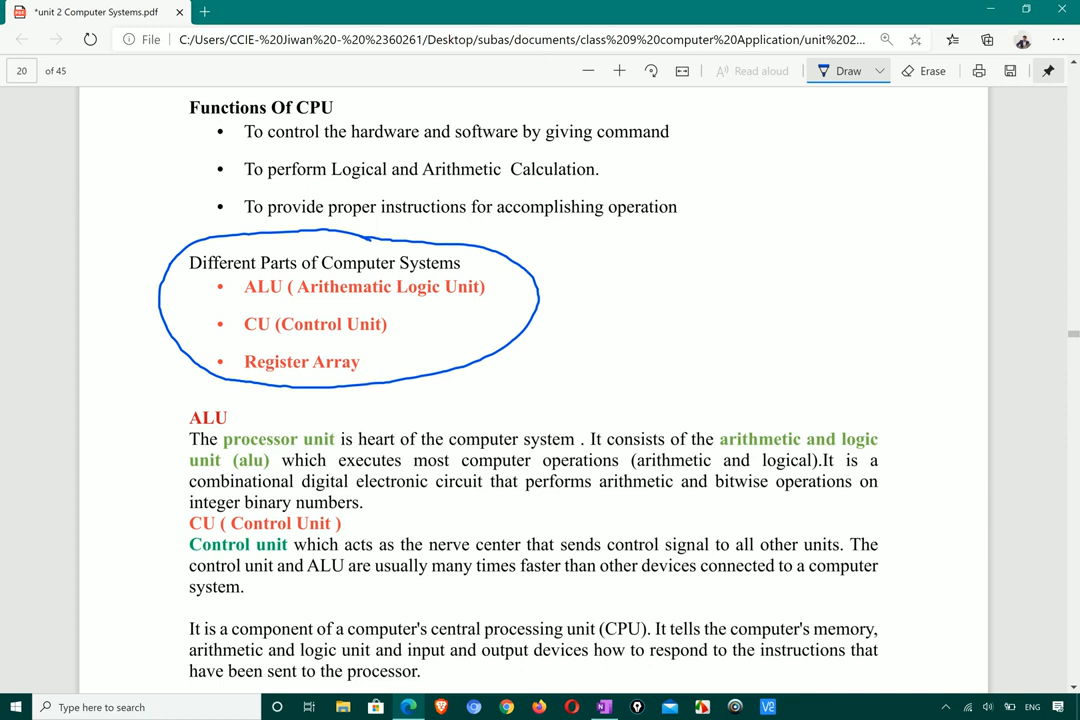 *unit 2 Computer Systems.pdf
File
C:/Users/CCIE-%20Jiwan%20-%20%2360261/Desktop/subas/documents/class%209%20computer%20Application/unit%202...
20 of 45
Read aloud
Draw
Erase
Functions Of CPU
• To control the hardware and software by giving command
• To perform Logical and Arithmetic Calculation.
• To provide proper instructions for accomplishing operation
Different Parts of Computer Systems
• ALU ( Arithematic Logic Unit)
• CU (Control Unit)
• Register Array
ALU
The processor unit is heart of the computer system . It consists of the arithmetic and logic
unit (alu) which executes most computer operations (arithmetic and logical).It is a
combinational digital electronic circuit that performs arithmetic and bitwise operations on
integer binary numbers.
CU ( Control Unit )
Control unit which acts as the nerve center that sends control signal to all other units. The
control unit and ALU are usually many times faster than other devices connected to a computer
system.
It is a component of a computer's central processing unit (CPU). It tells the computer's memory,
arithmetic and logic unit and input and output devices how to respond to the instructions that
have been sent to the processor.
Type here to search
ENG